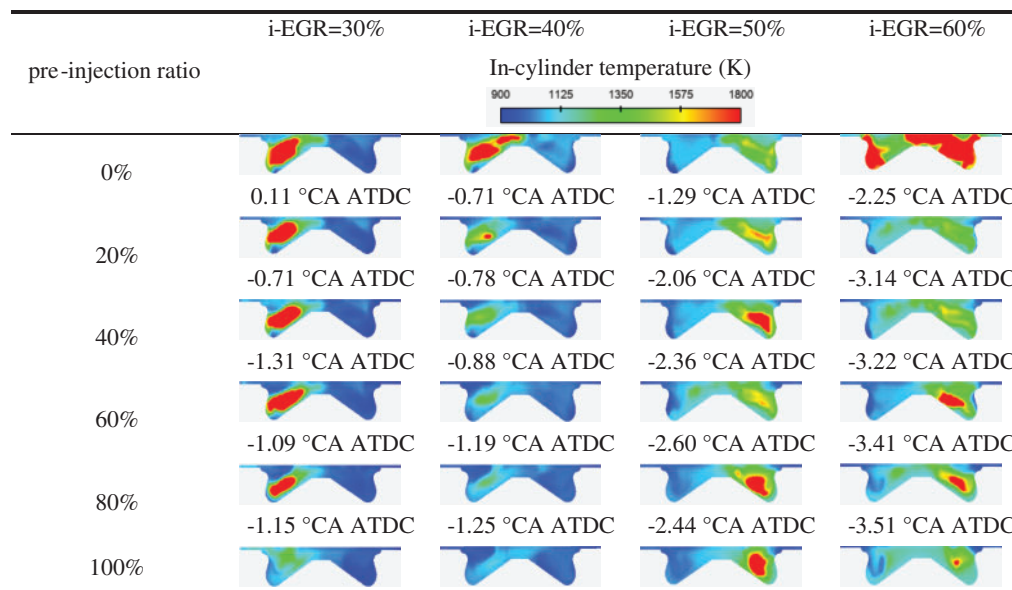 i-EGR=30% i-EGR=40% i-EGR=50% i-EGR=60%
pre-injection ratio
In-cylinder temperature (K)
900 1125 1350 1575 1800
0%
0.11 °CA ATDC -0.71 °CA ATDC -1.29 °CA ATDC -2.25 °CA ATDC
20%
-0.71 °CA ATDC -0.78 °CA ATDC -2.06 °CA ATDC -3.14 °CA ATDC
40%
-1.31 °CA ATDC -0.88 °CA ATDC -2.36 °CA ATDC -3.22 °CA ATDC
60%
-1.09 °CA ATDC -1.19 °CA ATDC -2.60 °CA ATDC -3.41 °CA ATDC
80%
-1.15 °CA ATDC -1.25 °CA ATDC -2.44 °CA ATDC -3.51 °CA ATDC
100%